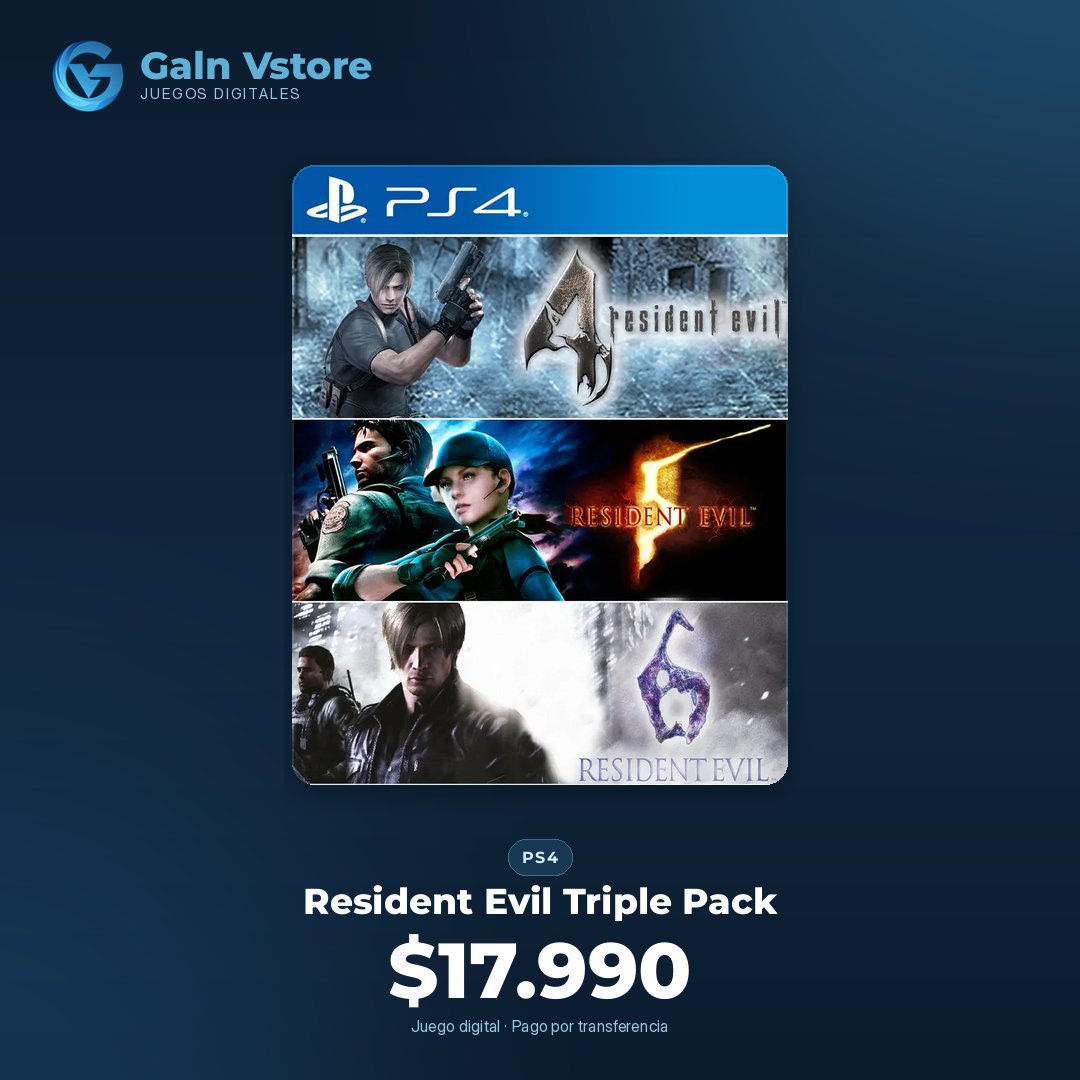 GaIn Vstore
JUEGOS DIGITALES
PS4
4 resident evil
5
RESIDENT EVIL
6
RESIDENT EVIL
PS4
Resident Evil Triple Pack
$17.990
Juego digital · Pago por transferencia